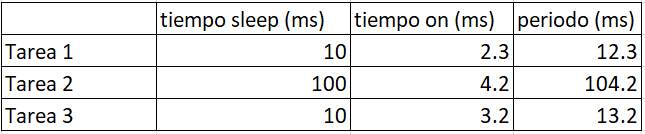 tiempo sleep (ms) tiempo on (ms) periodo (ms)
Tarea 1 10 2.3 12.3
Tarea 2 100 4.2 104.2
Tarea 3 10 3.2 13.2